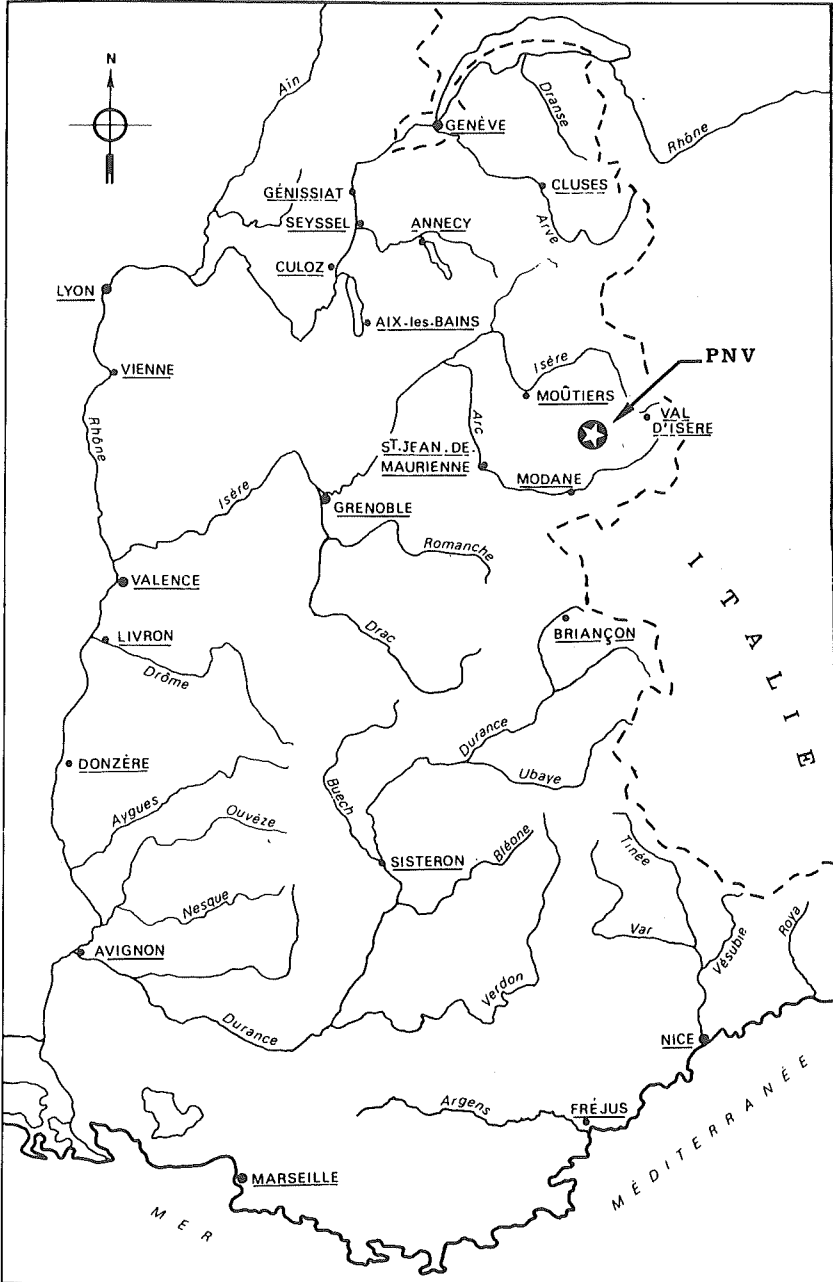 N
Ain
GENÈVE
Dranse
Rhône
GÉNISSIAT
CLUSES
SEYSSEL
ANNECY
Arve
CULOZ
LYON
AIX-les-BAINS
PNV
VIENNE
Isère
MOÛTIERS
VAL
D'ISÈRE
Rhône
Arc
ST. JEAN-DE-
MAURIENNE
MODANE
Isère
GRENOBLE
Romanche
ITALIE
VALENCE
LIVRON
Drac
BRIANÇON
Drôme
Durance
DONZÈRE
Ubaye
Buech
Aygues
Ouvèze
SISTERON
Bléone
Tinée
Nesque
Var
Vésubie
Roya
AVIGNON
Verdon
Durance
NICE
Argens
FRÉJUS
MARSEILLE
MER
MÉDITERRANÉE